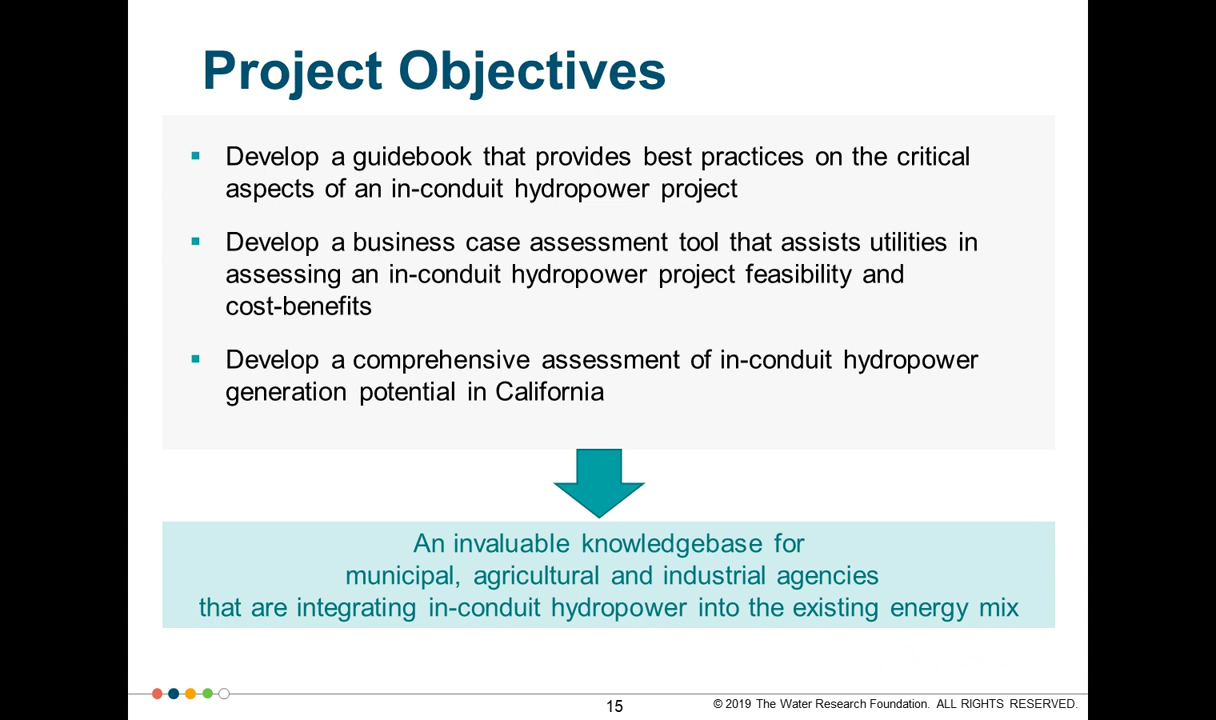 Project Objectives
▪ Develop a guidebook that provides best practices on the critical
aspects of an in-conduit hydropower project
▪ Develop a business case assessment tool that assists utilities in
assessing an in-conduit hydropower project feasibility and
cost-benefits
▪ Develop a comprehensive assessment of in-conduit hydropower
generation potential in California
An invaluable knowledgebase for
municipal, agricultural and industrial agencies
that are integrating in-conduit hydropower into the existing energy mix
15
© 2019 The Water Research Foundation. ALL RIGHTS RESERVED.